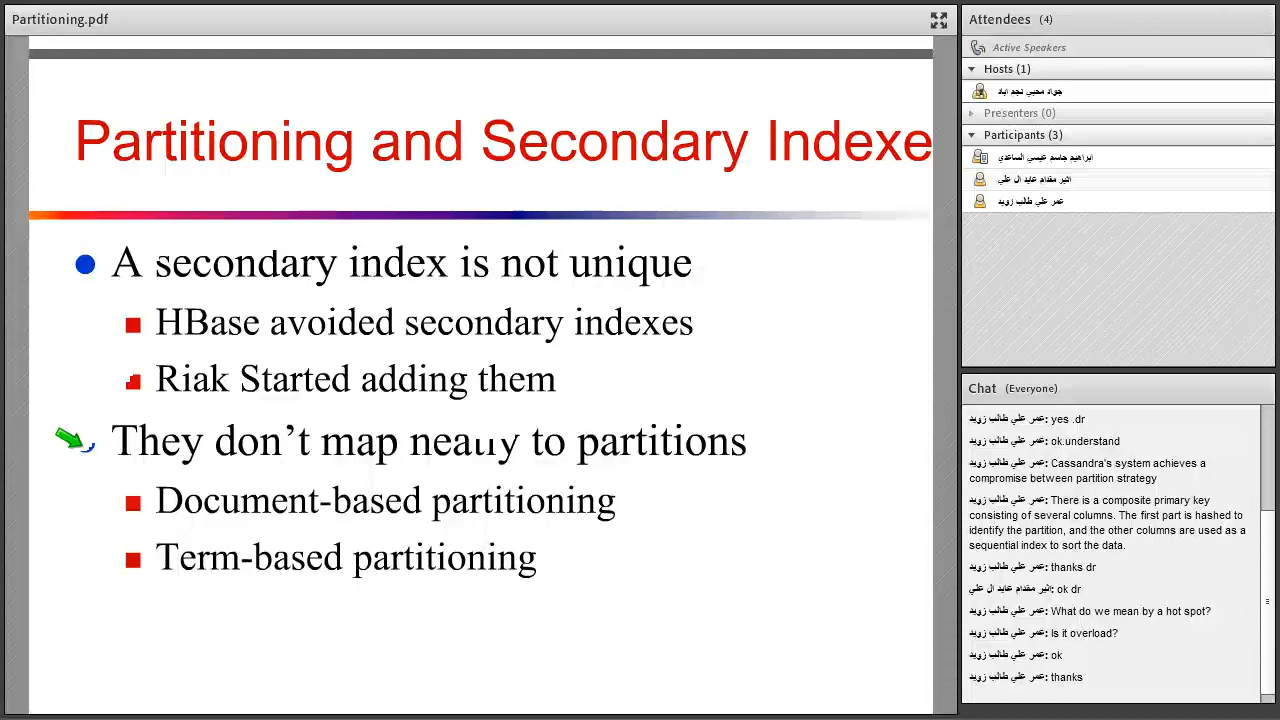 Partitioning.pdf
Partitioning and Secondary Indexe
A secondary index is not unique
HBase avoided secondary indexes
Riak Started adding them
They don’t map neatly to partitions
Document-based partitioning
Term-based partitioning
Attendees (4)
Active Speakers
Hosts (1)
جواد محبي نجم اباد
Presenters (0)
Participants (3)
ابراهيم جاسم عيسى الساعدي
اثير مقدام عايد ال علي
عمر علي طالب زويد
Chat (Everyone)
عمر علي طالب زويد: yes .dr
عمر علي طالب زويد: ok.understand
عمر علي طالب زويد: Cassandra's system achieves a
compromise between partition strategy
عمر علي طالب زويد: There is a composite primary key
consisting of several columns. The first part is hashed to
identify the partition, and the other columns are used as a
sequential index to sort the data.
عمر علي طالب زويد: thanks dr
اثير مقدام عايد ال علي: ok dr
عمر علي طالب زويد: What do we mean by a hot spot?
عمر علي طالب زويد: Is it overload?
عمر علي طالب زويد: ok
عمر علي طالب زويد: thanks